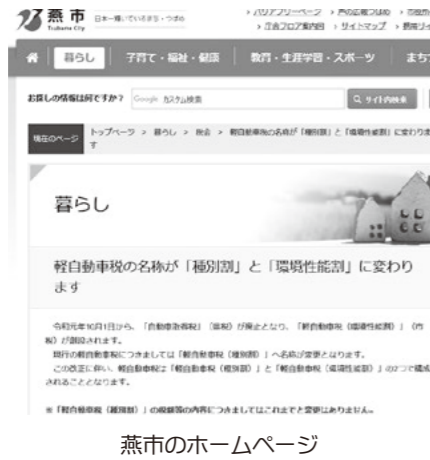 燕市
Tsubame City
日本一輝いているまち・つばめ
› バリアフリーページ
› 庁舎フロア案内図 › サイトマップ › 携帯サイ
暮らし 子育て・福祉・健康 教育・生涯学習・スポーツ まち
お探しの情報は何ですか? Google カスタム検索 サイト内検索
現在のページ トップページ > 暮らし > 税金 > 軽自動車税の名称が「種別割」と「環境性能割」に変わりま
す
暮らし
軽自動車税の名称が「種別割」と「環境性能割」に変わり
ます
令和元年10月1日から、「自動車取得税」(県税)が廃止となり、「軽自動車税(環境性能割)」(市
税)が創設されます。
現行の軽自動車税につきましては「軽自動車税(種別割)」へ名称が変更となります。
この改正に伴い、軽自動車税は「軽自動車税(種別割)」と「軽自動車税(環境性能割)」の2つで構成
されることとなります。
※「軽自動車税(種別割)」の税額等の内容につきましてはこれまでと変更はありません。
燕市のホームページ